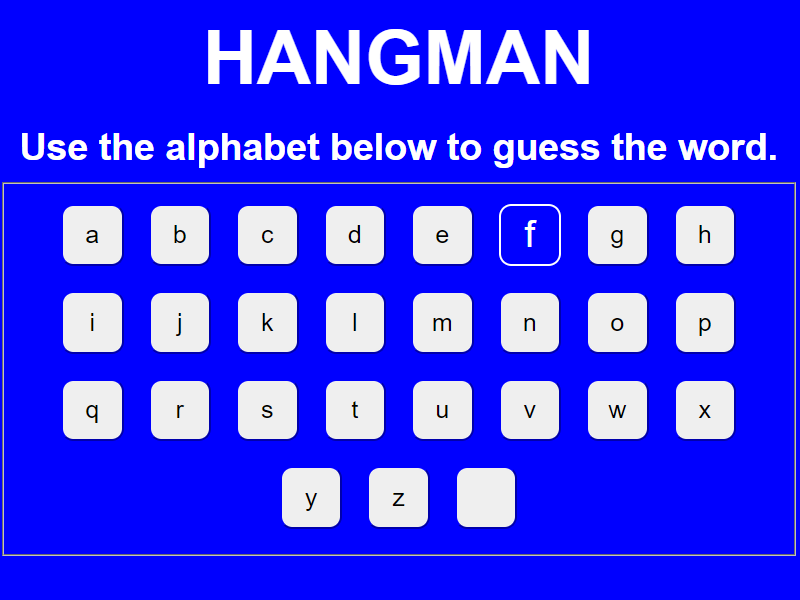 HANGMAN
Use the alphabet below to guess the word.
a b c d e f g h
i j k l m n o p
q r s t u v w x
y z